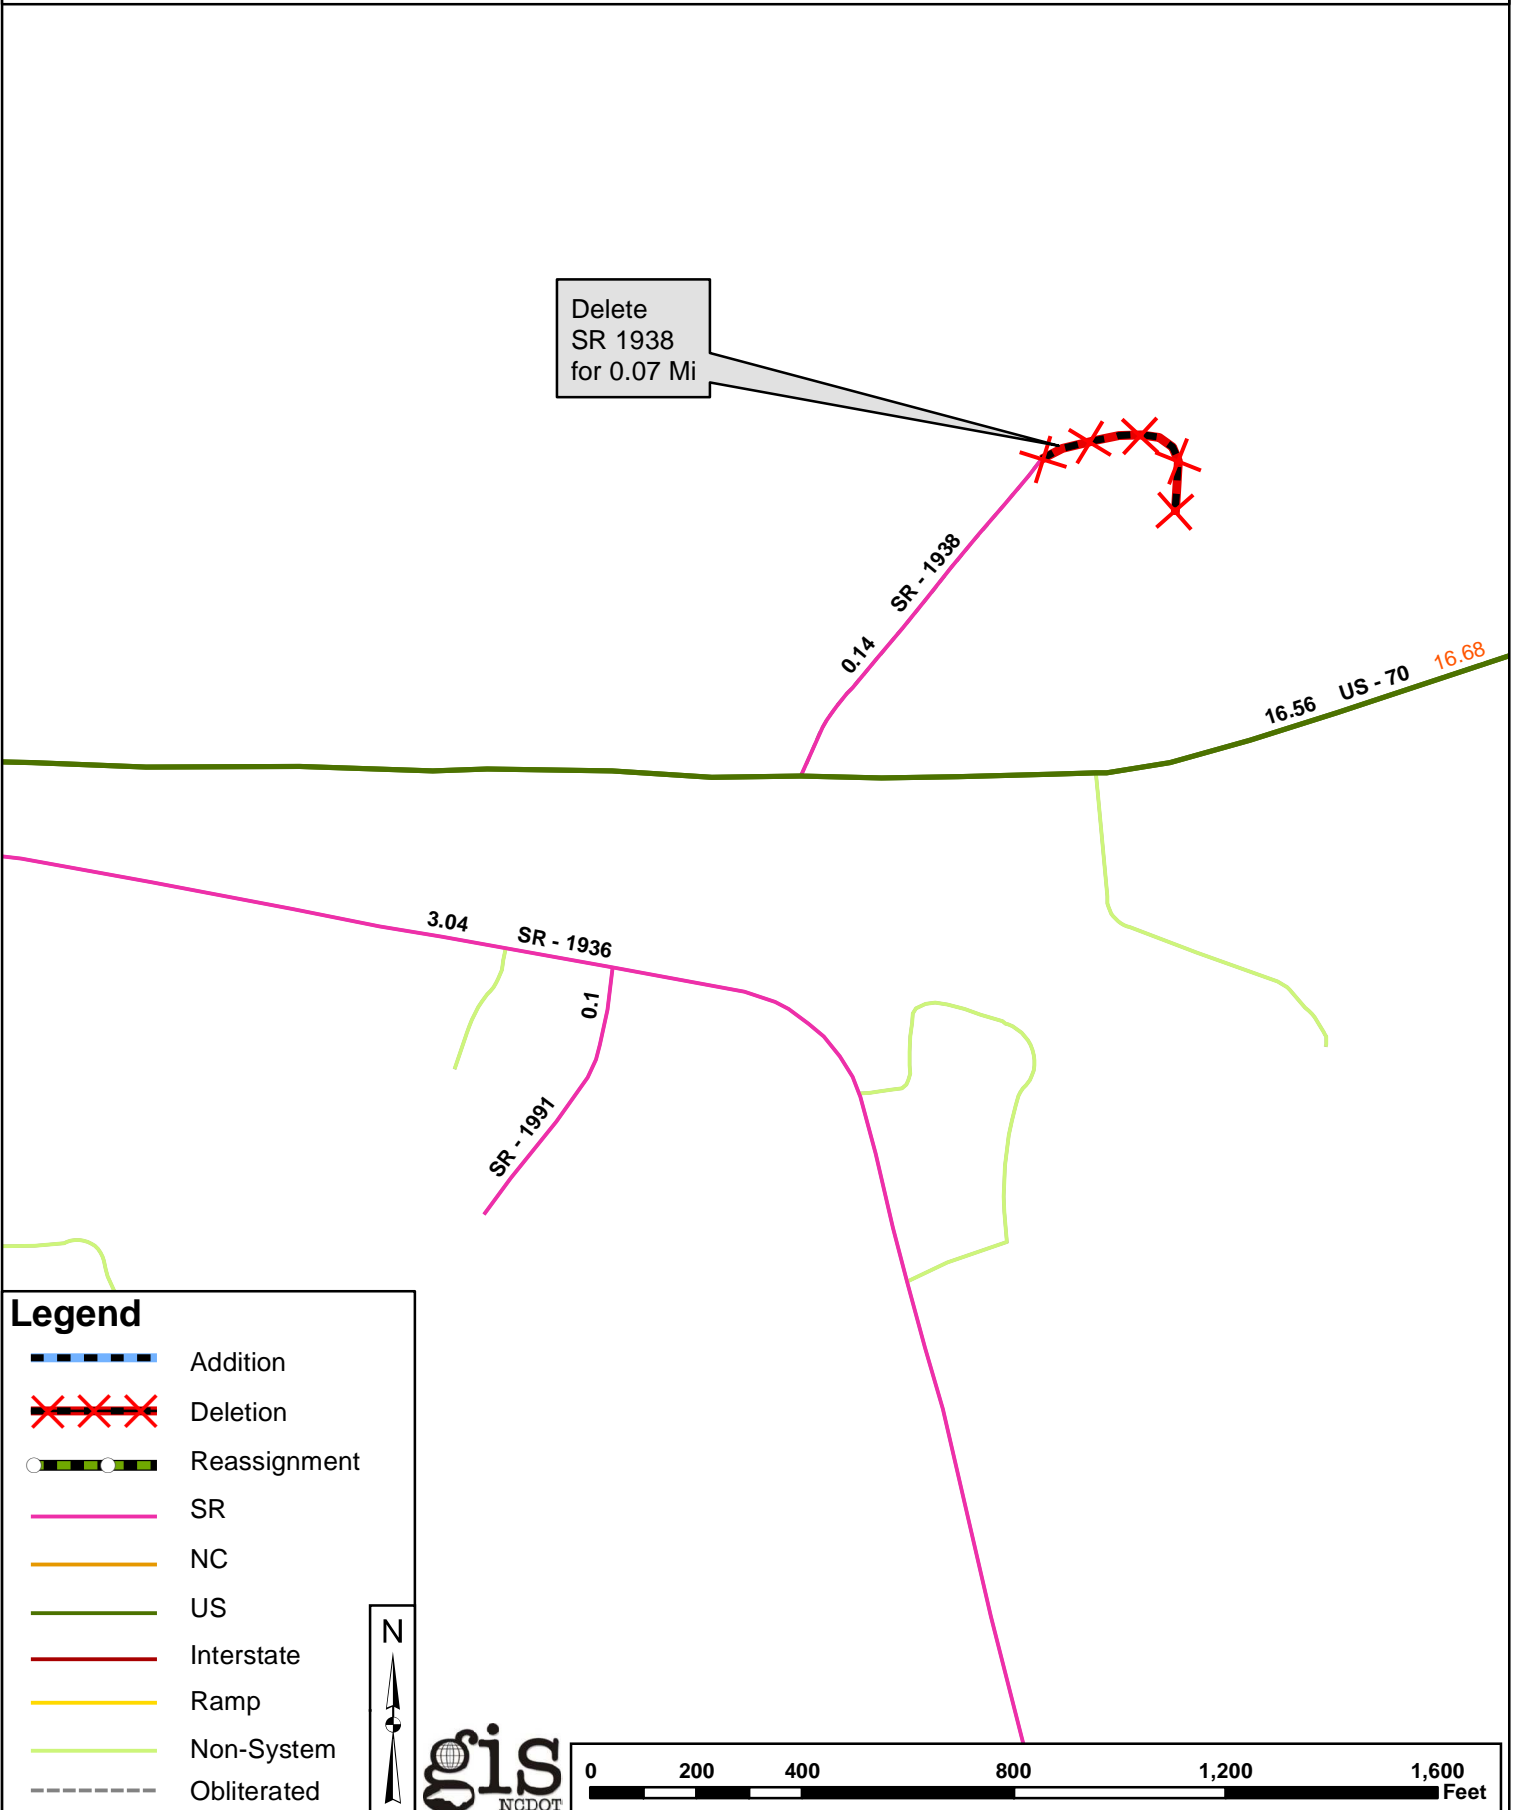 Delete
SR 1938
for 0.07 Mi
SR - 1938
0.14
16.56 US - 70 16.68
3.04 SR - 1936
0.1
SR - 1991
Legend
Addition
Deletion
Reassignment
SR
NC
US
Interstate
Ramp
Non-System
Obliterated
N
gis
NCDOT
0 200 400 800 1,200 1,600
Feet